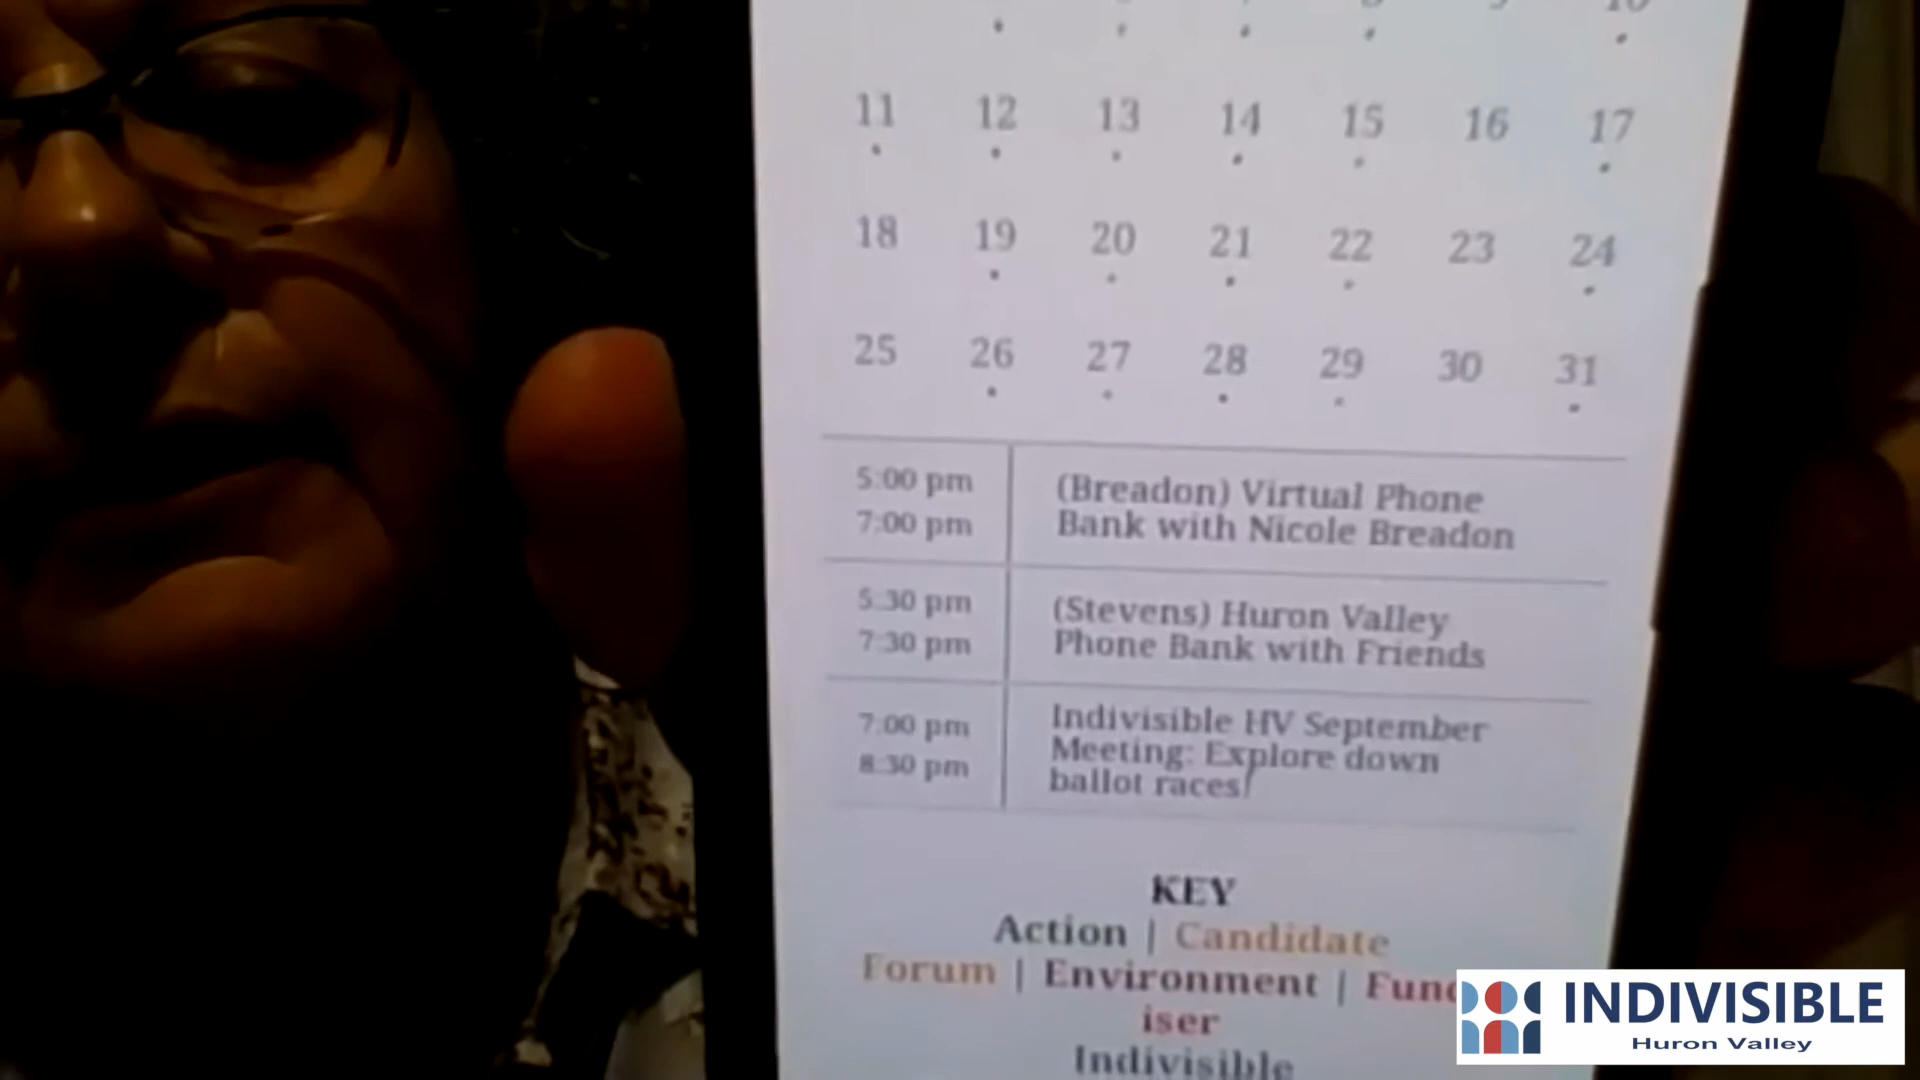 10
11 12 13 14 15 16 17
18 19 20 21 22 23 24
25 26 27 28 29 30 31
5:00 pm
7:00 pm
(Breadon) Virtual Phone
Bank with Nicole Breadon
5:30 pm
7:30 pm
(Stevens) Huron Valley
Phone Bank with Friends
7:00 pm
8:30 pm
Indivisible HV September
Meeting: Explore down
ballot races!
KEY
Action | Candidate
Forum | Environment | Fund
iser
Indivisible
INDIVISIBLE
Huron Valley